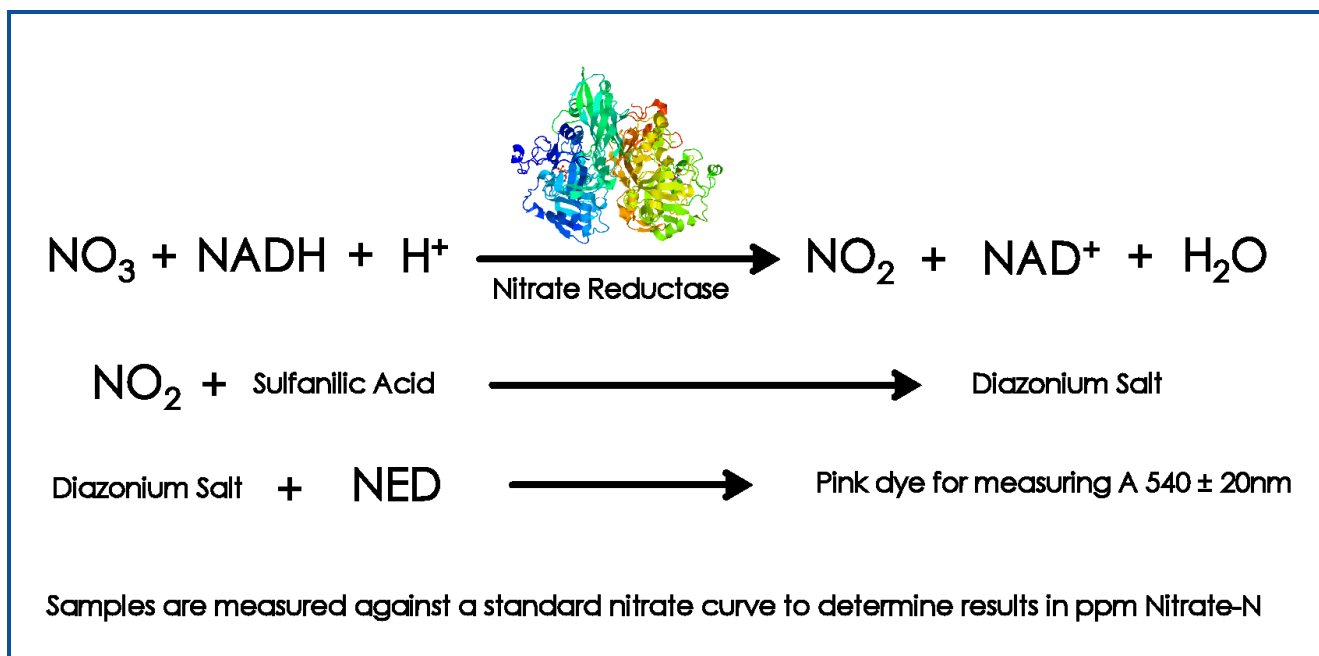 NO₃ + NADH + H⁺ NO₂ + NAD⁺ + H₂O
Nitrate Reductase
NO₂ + Sulfanilic Acid Diazonium Salt
Diazonium Salt + NED Pink dye for measuring A 540 ± 20nm
Samples are measured against a standard nitrate curve to determine results in ppm Nitrate-N